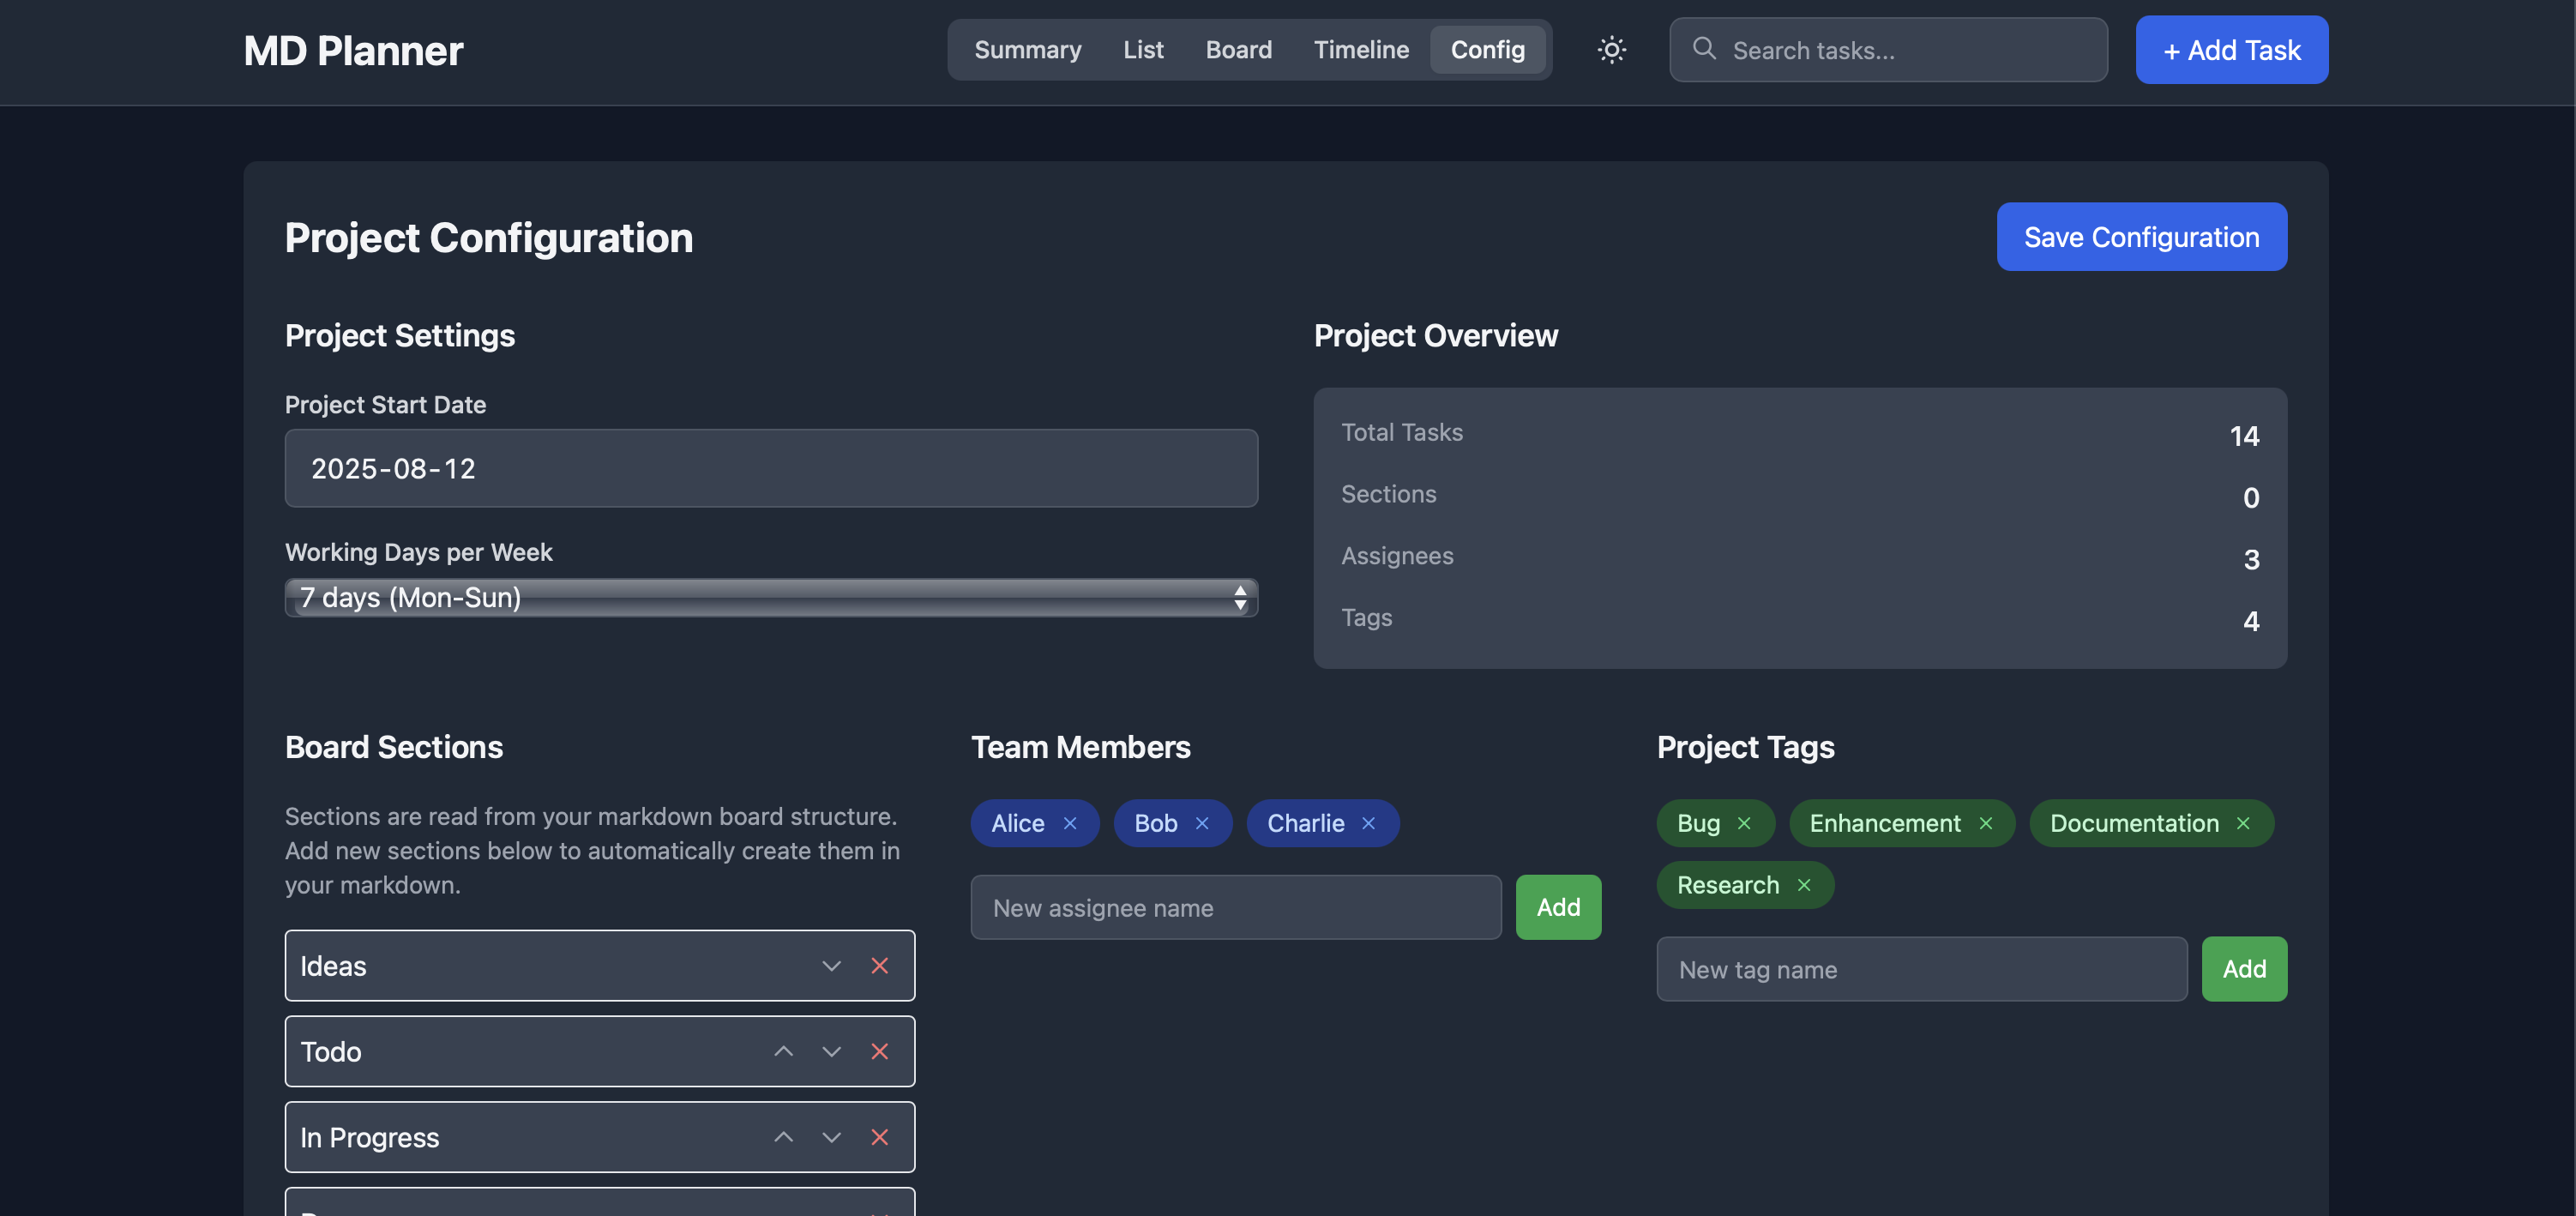 MD Planner
Summary
List
Board
Timeline
Config
Search tasks...
+ Add Task
Project Configuration
Save Configuration
Project Settings
Project Start Date
2025-08-12
Working Days per Week
7 days (Mon-Sun)
Project Overview
Total Tasks 14
Sections 0
Assignees 3
Tags 4
Board Sections
Sections are read from your markdown board structure.
Add new sections below to automatically create them in
your markdown.
Ideas
Todo
In Progress
Team Members
Alice × Bob × Charlie ×
New assignee name
Add
Project Tags
Bug × Enhancement × Documentation ×
Research ×
New tag name
Add